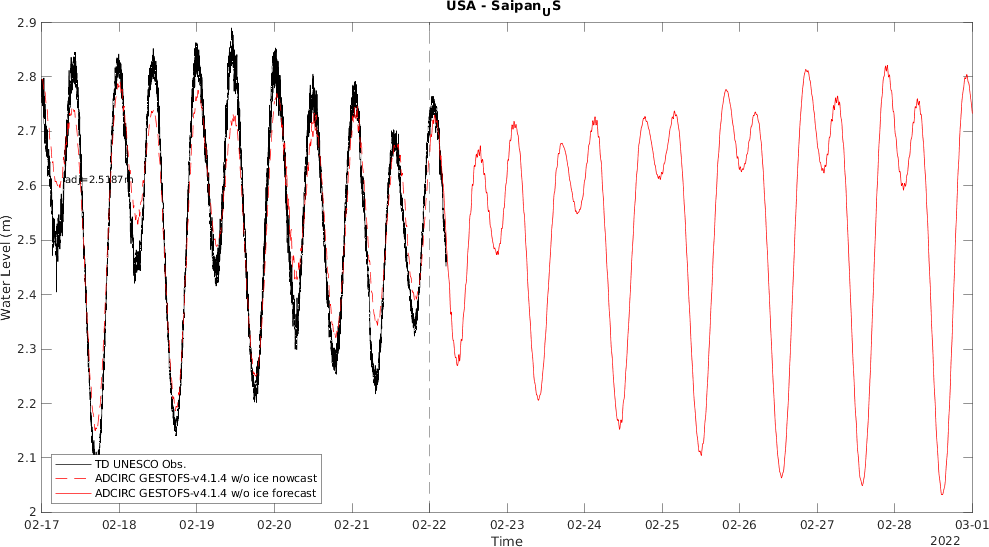 USA - SaipanUS
2.9
2.8
2.7
2.6
2.5
2.4
2.3
2.2
2.1
2
Water Level (m)
adj=2.5187m
TD UNESCO Obs.
ADCIRC GESTOFS-v4.1.4 w/o ice nowcast
ADCIRC GESTOFS-v4.1.4 w/o ice forecast
02-17 02-18 02-19 02-20 02-21 02-22 02-23 02-24 02-25 02-26 02-27 02-28 03-01
Time
2022